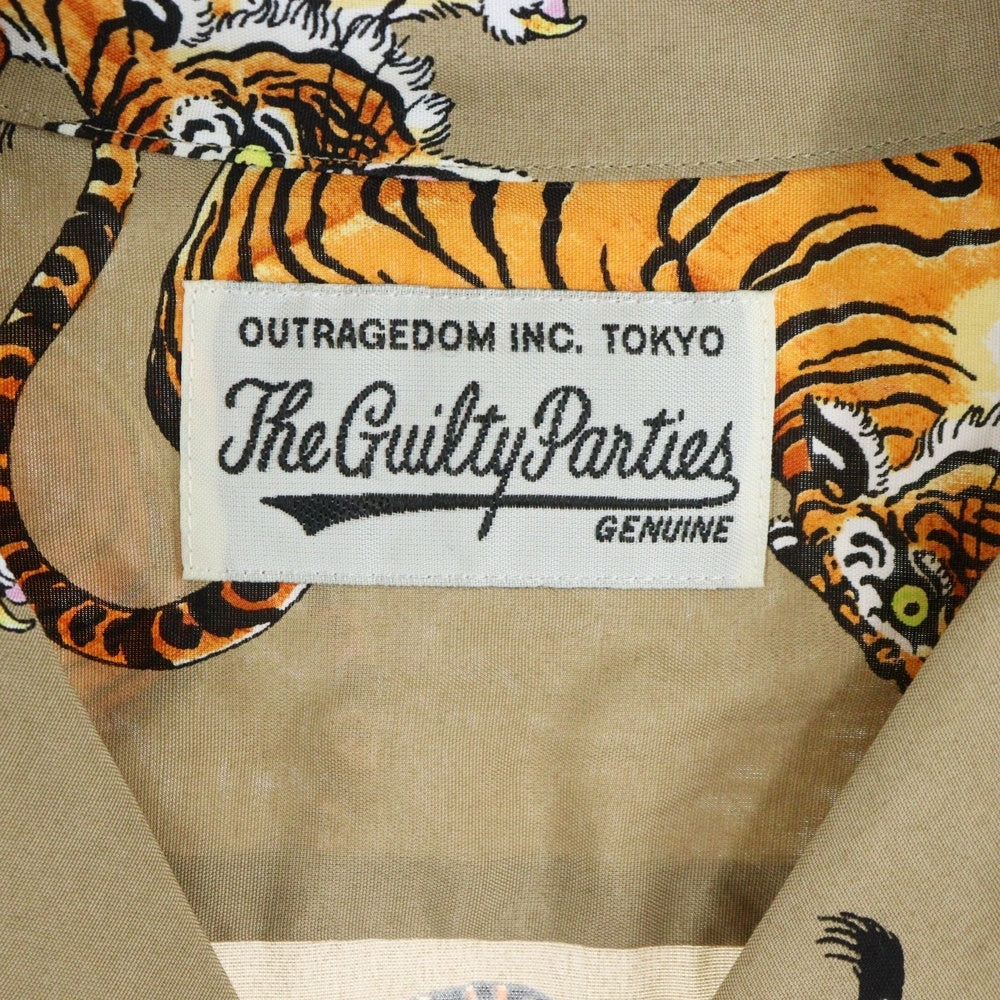 OUTRAGEDOM INC. TOKYO
The Guilty Parties
GENUINE